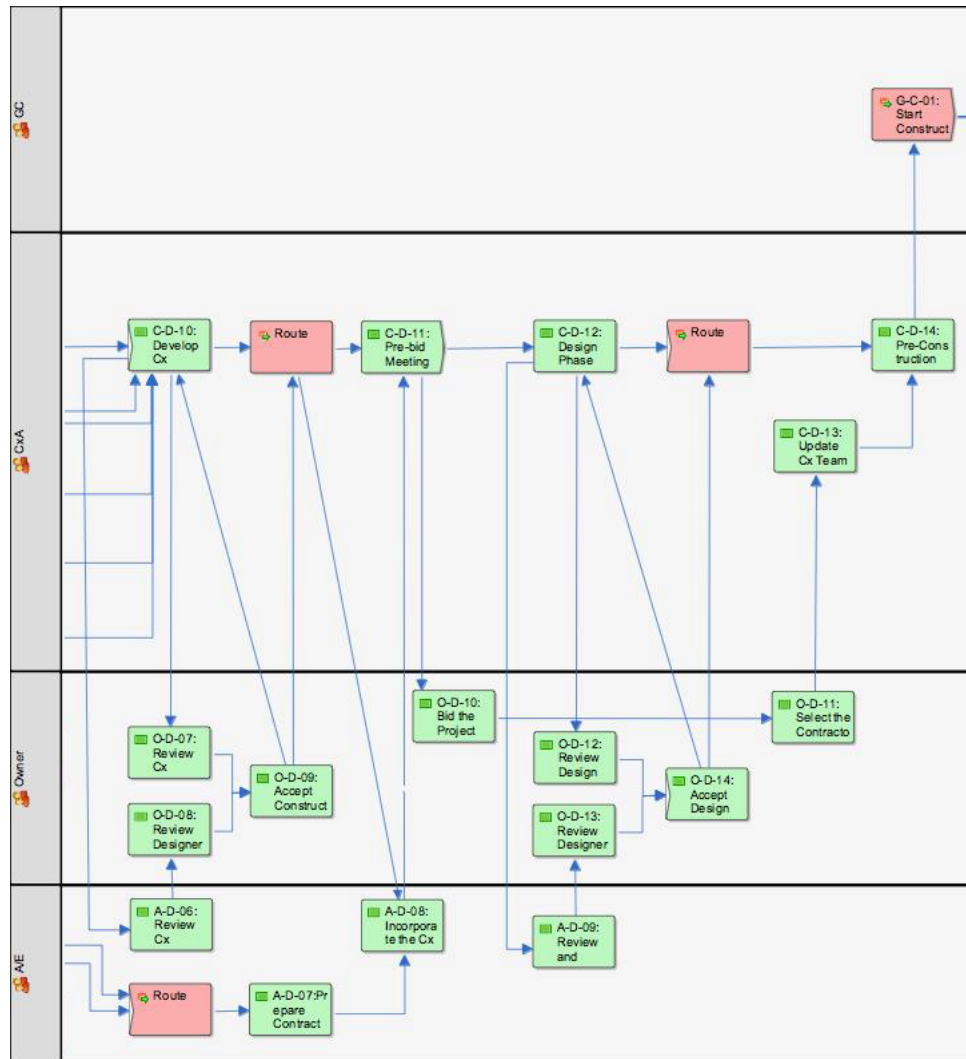 GC
G-C-01:
Start
Construct
CxA
C-D-10:
Develop
Cx
Route
C-D-11:
Pre-bid
Meeting
C-D-12:
Design
Phase
Route
C-D-14:
Pre-Cons
truction
C-D-13:
Update
Cx Team
Owner
O-D-10:
Bid the
Project
O-D-11:
Select the
Contracto
O-D-07:
Review
Cx
O-D-09:
Accept
Construct
O-D-08:
Review
Designer
O-D-12:
Review
Design
O-D-14:
Accept
Design
O-D-13:
Review
Designer
A/E
A-D-06:
Review
Cx
A-D-08:
Incorpora
te the Cx
A-D-09:
Review
and
Route
A-D-07:Pr
epare
Contract